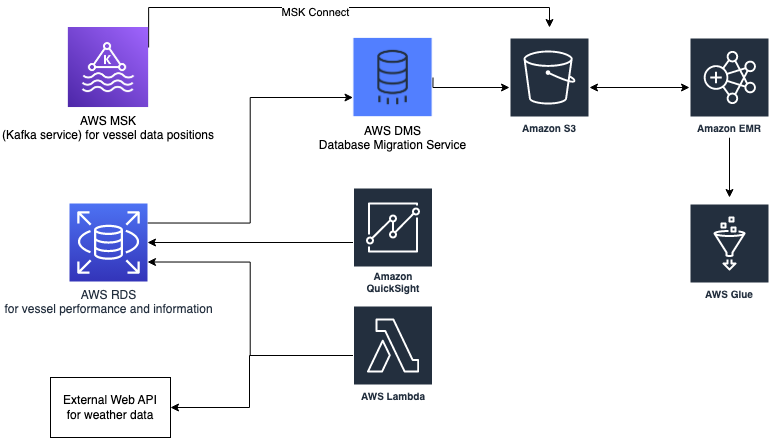 MSK Connect
K
AWS MSK
(Kafka service) for vessel data positions
AWS DMS
Database Migration Service
Amazon S3
Amazon EMR
AWS RDS
for vessel performance and information
Amazon
QuickSight
AWS Glue
AWS Lambda
External Web API
for weather data